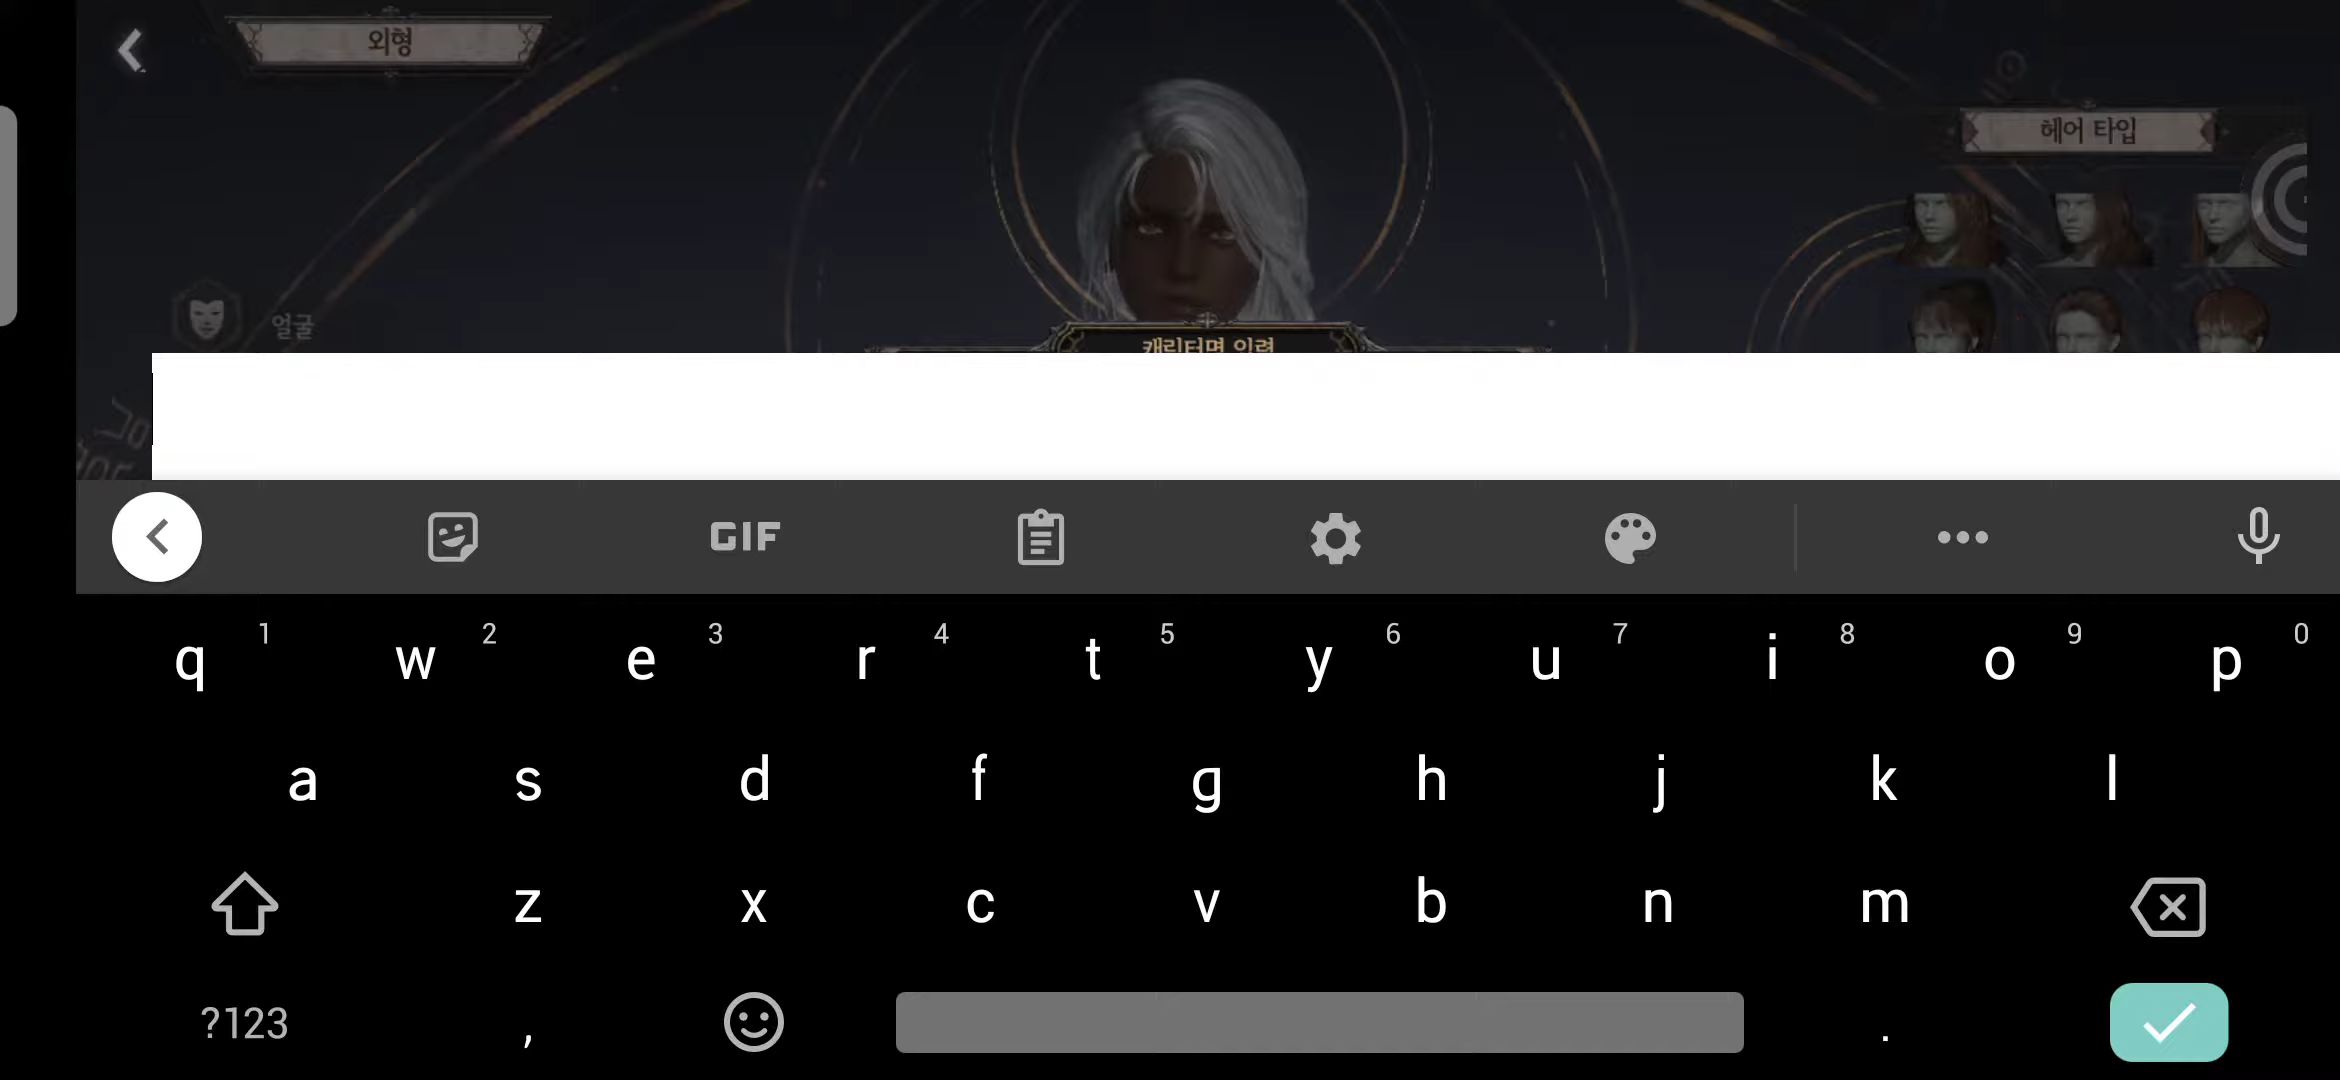 외형
헤어 타입
얼굴
캐릭터명 입력
GIF
q 1 w 2 e 3 r 4 t 5 y 6 u 7 i 8 o 9 p 0
a s d f g h j k l
z x c v b n m
?123 , .